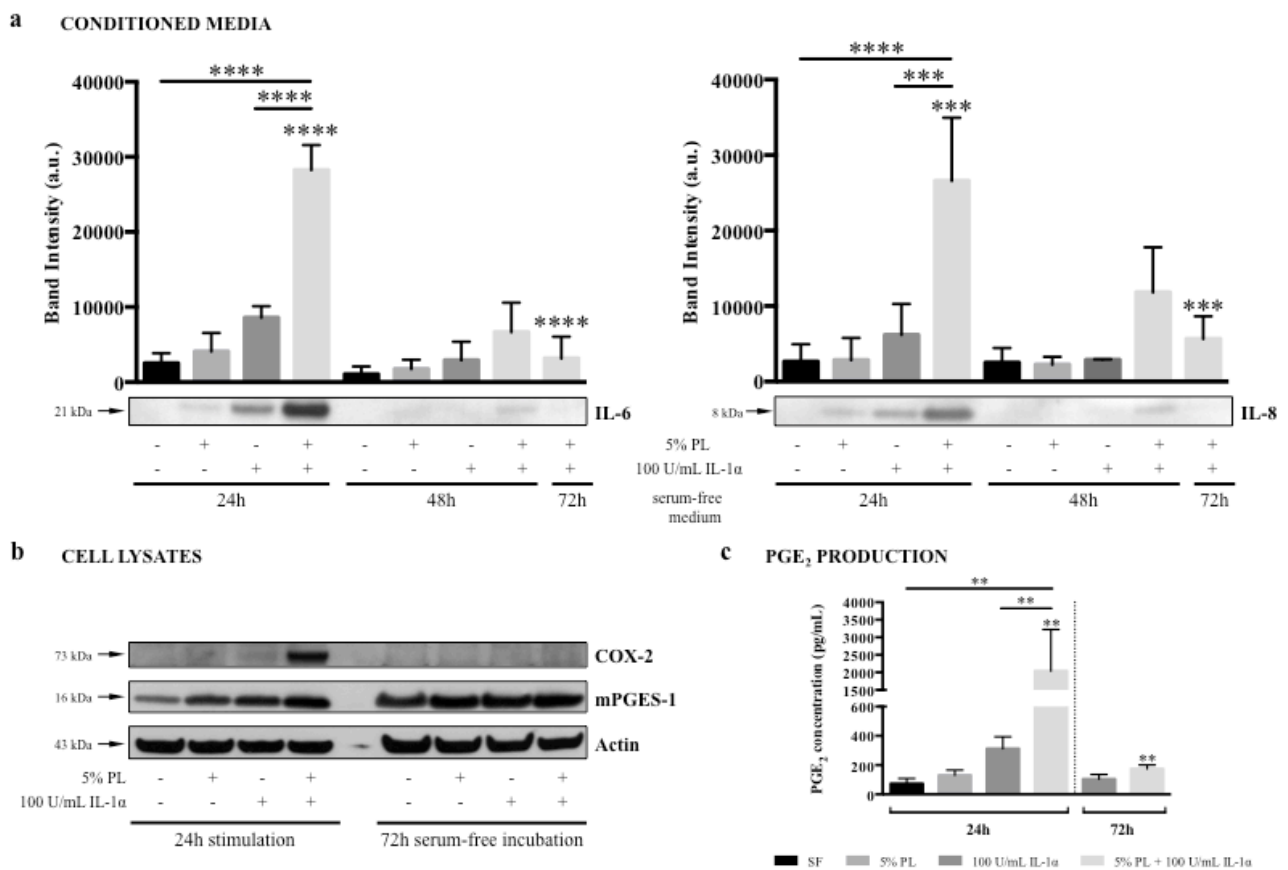 a CONDITIONED MEDIA
**** ****
40000 **** 40000 ***
**** ***
30000 30000
20000 20000
10000 **** 10000 ***
0 0
Band Intensity (a.u.) Band Intensity (a.u.)
21 kDa IL-6 8 kDa IL-8
- + - + - + - + + 5% PL - + - + - + - + +
- - + + - - + + + 100 U/mL IL-1α - - + + - - + + +
24h 48h 72h serum-free 24h 48h 72h
medium
b CELL LYSATES
73 kDa COX-2
16 kDa mPGES-1
43 kDa Actin
5% PL - + - + - + - +
100 U/mL IL-1α - - + + - - + +
24h stimulation 72h serum-free incubation
c PGE₂ PRODUCTION
**
4000
3500 **
3000 **
2500
2000
1500
600
400
200 **
0
PGE₂ concentration (pg/mL)
24h 72h
SF 5% PL 100 U/mL IL-1α 5% PL + 100 U/mL IL-1α